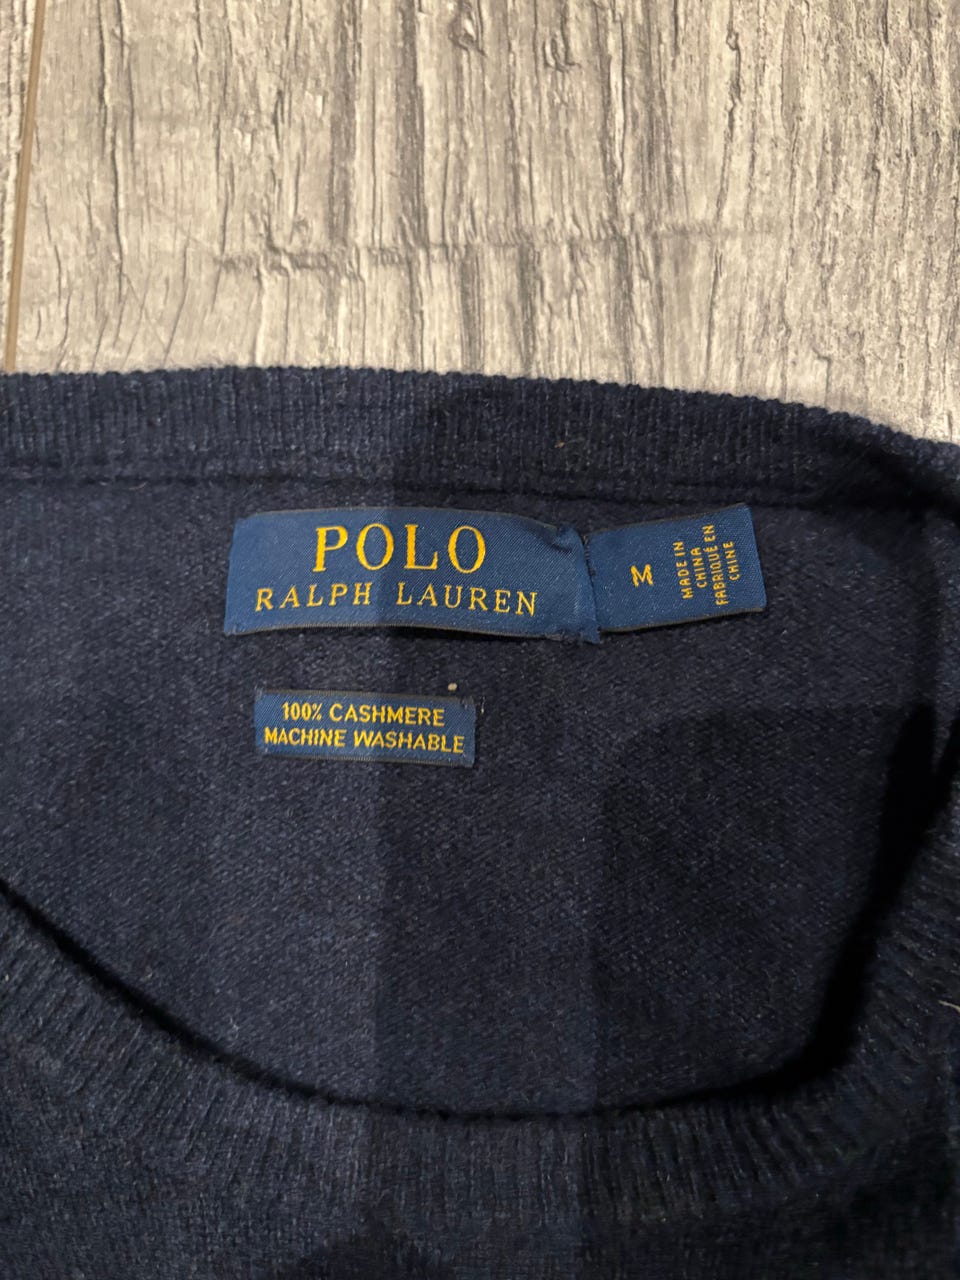 POLO
RALPH LAUREN
M
MADE IN
CHINA
FABRIQUÉ EN
CHINE
100% CASHMERE
MACHINE WASHABLE